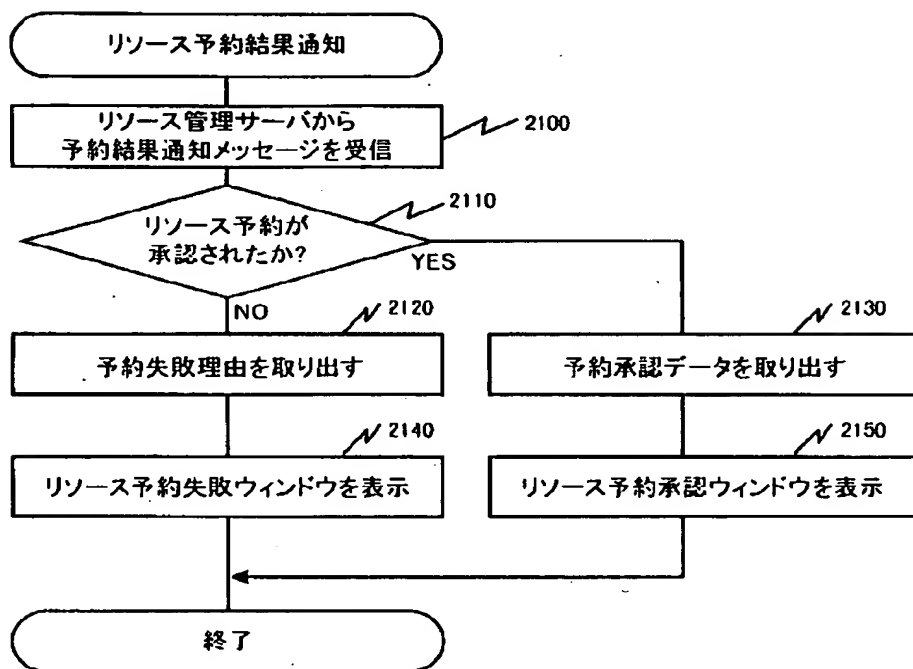 リソース予約結果通知
リソース管理サーバから
予約結果通知メッセージを受信
2100
リソース予約が
承認されたか?
2110
YES
NO
2120
予約失敗理由を取り出す
2130
予約承認データを取り出す
2140
リソース予約失敗ウィンドウを表示
2150
リソース予約承認ウィンドウを表示
終了